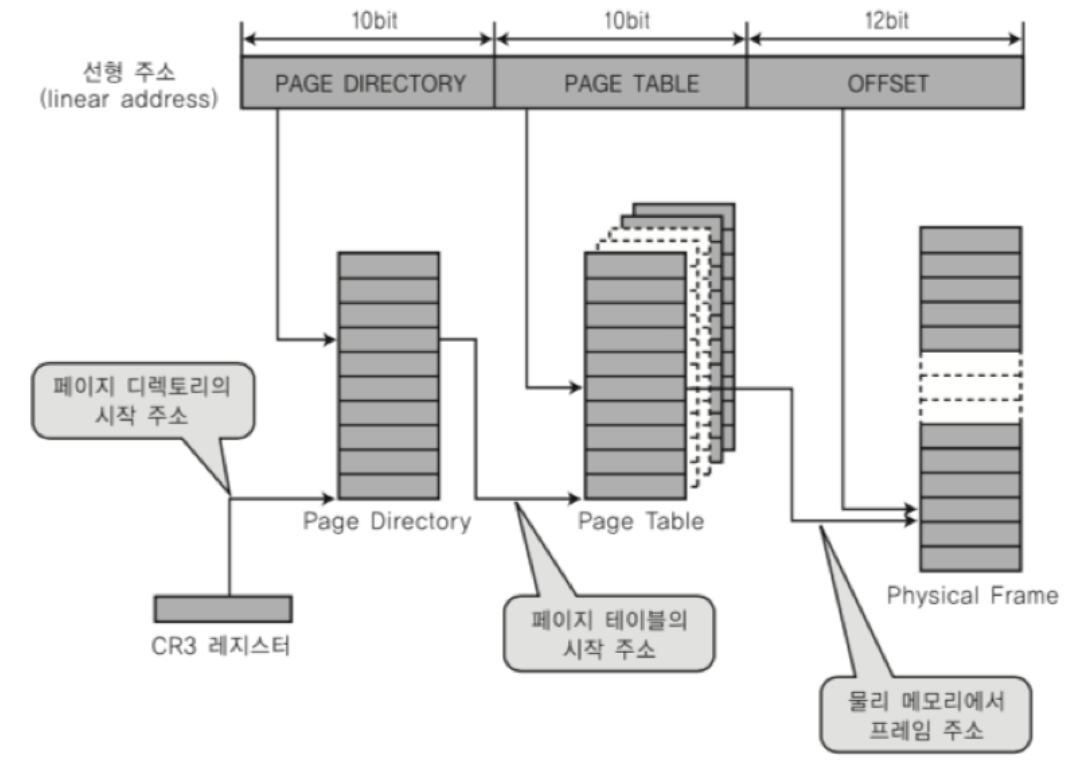 10bit
10bit
12bit
선형 주소
(linear address)
PAGE DIRECTORY
PAGE TABLE
OFFSET
페이지 디렉토리의
시작 주소
Page Directory
Page Table
Physical Frame
CR3 레지스터
페이지 테이블의
시작 주소
물리 메모리에서
프레임 주소